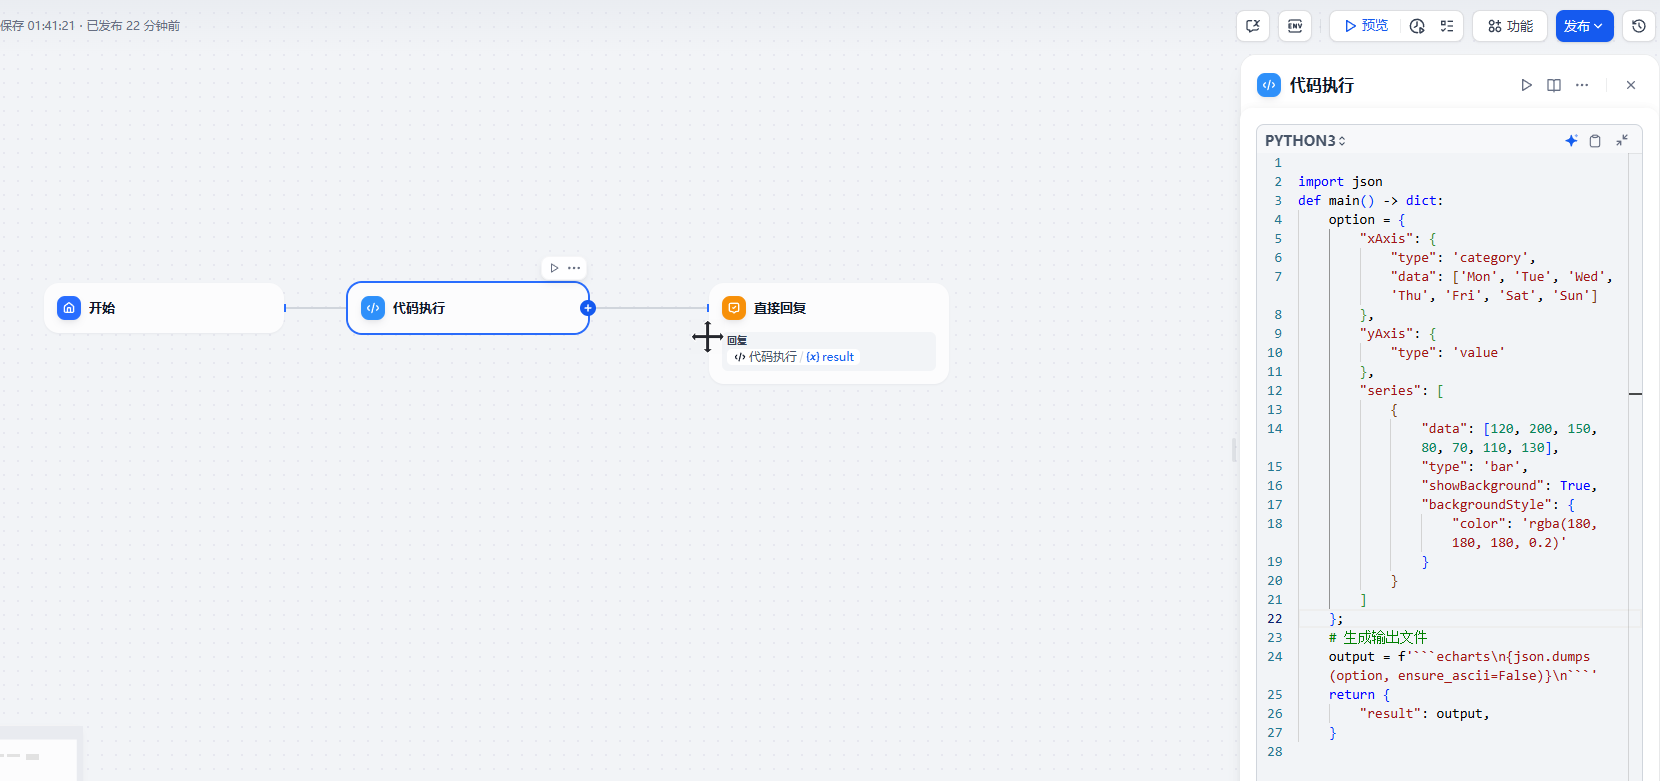 保存 01:41:21 · 已发布 22 分钟前
ENV
预览
功能
发布
开始
代码执行
直接回复
回复
代码执行 / {x} result
代码执行
PYTHON3
1
2 import json
3 def main() -> dict:
4 option = {
5 "xAxis": {
6 "type": 'category',
7 "data": ['Mon', 'Tue', 'Wed',
'Thu', 'Fri', 'Sat', 'Sun']
8 },
9 "yAxis": {
10 "type": 'value'
11 },
12 "series": [
13 {
14 "data": [120, 200, 150,
80, 70, 110, 130],
15 "type": 'bar',
16 "showBackground": True,
17 "backgroundStyle": {
18 "color": 'rgba(180,
180, 180, 0.2)'
19 }
20 }
21 ]
22 };
23 # 生成输出文件
24 output = f'```echarts\n{json.dumps
(option, ensure_ascii=False)}\n```'
25 return {
26 "result": output,
27 }
28